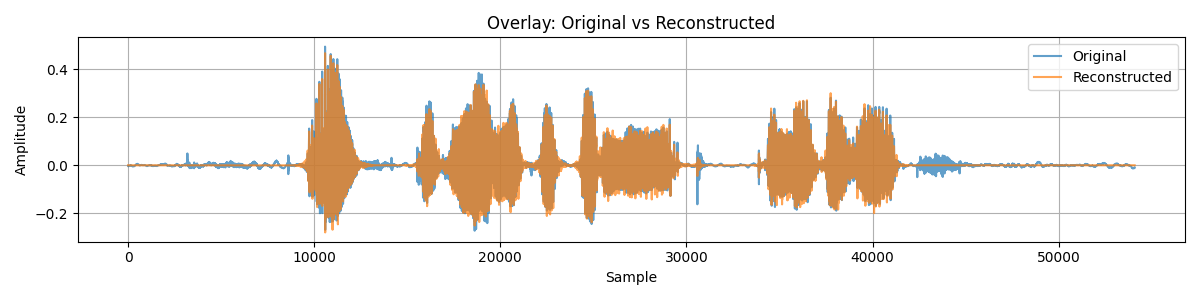 Overlay: Original vs Reconstructed
Original
Reconstructed
Amplitude
0.4
0.2
0.0
−0.2
0
10000
20000
30000
40000
50000
Sample